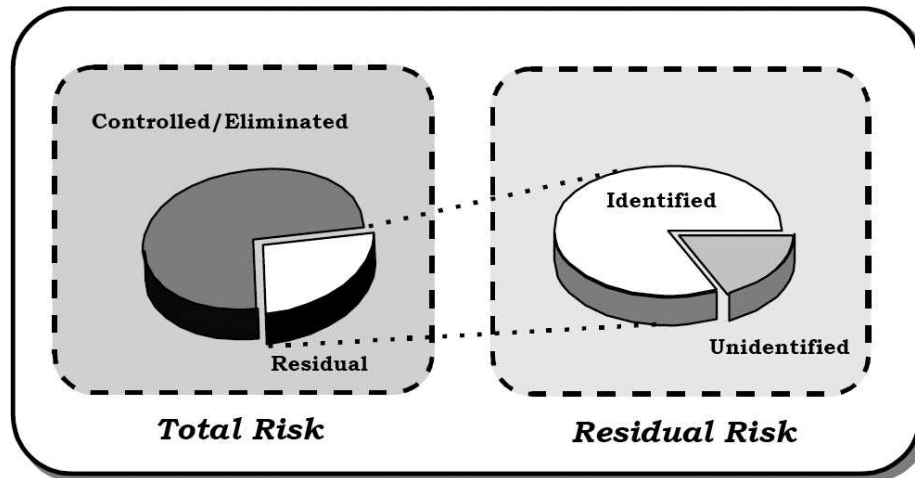 Controlled/Eliminated
Residual
Total Risk
Identified
Unidentified
Residual Risk